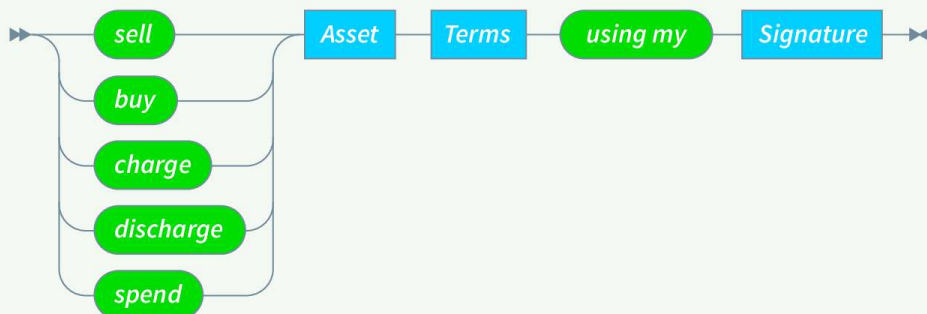 sell Asset Terms using my Signature
buy
charge
discharge
spend